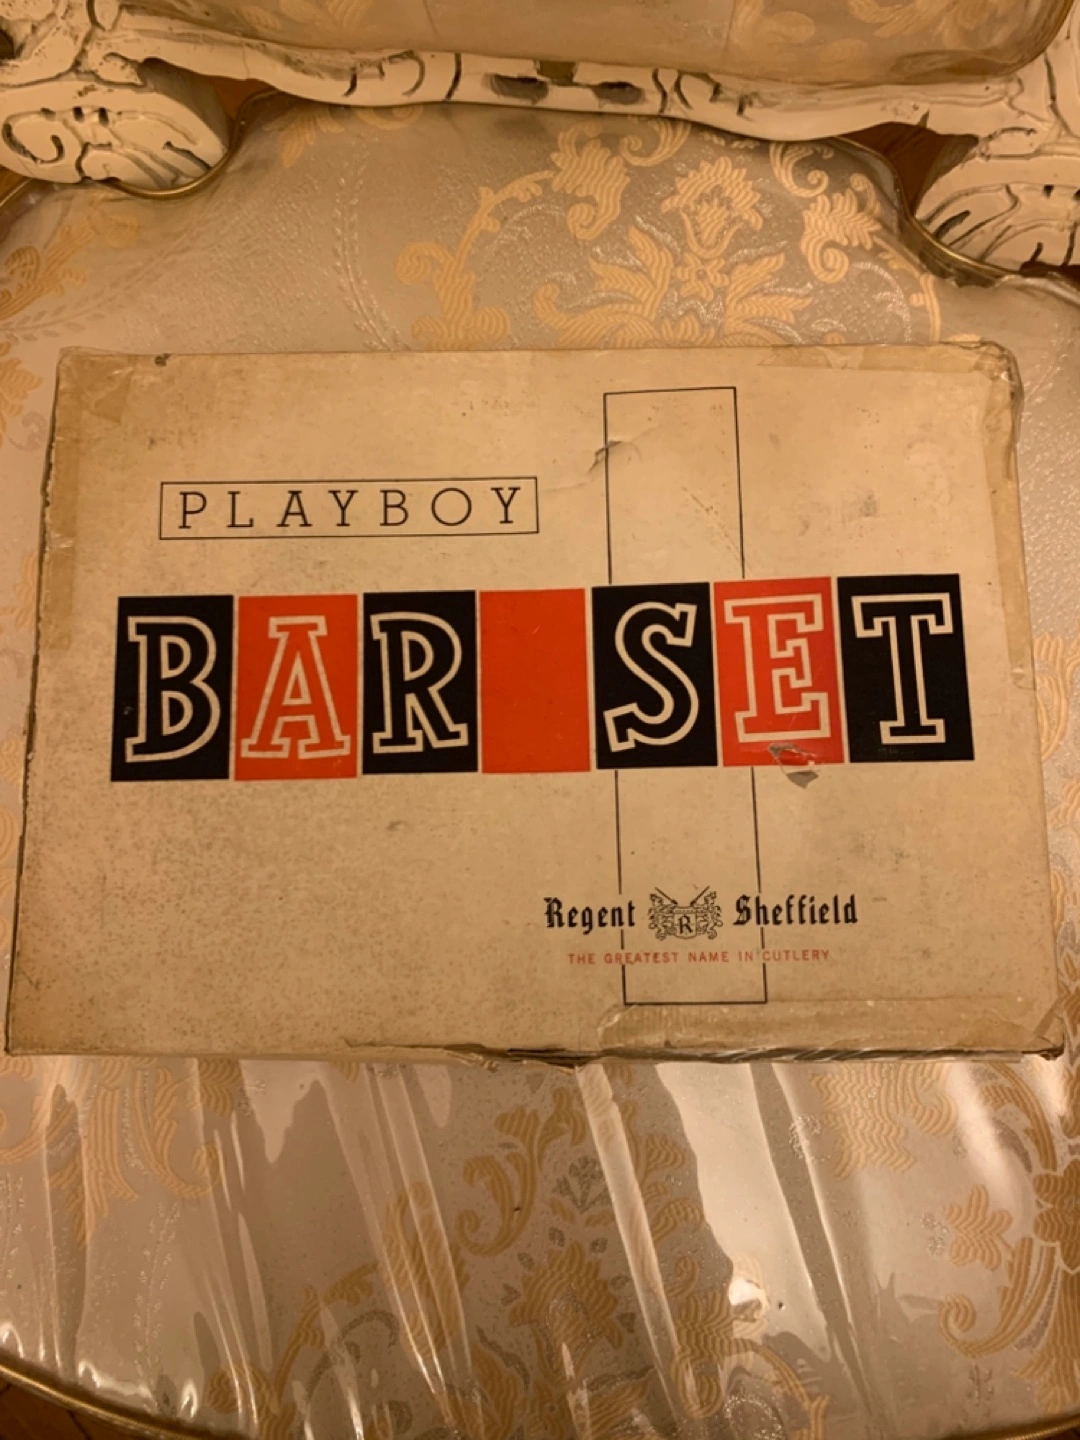 PLAYBOY
BAR SET
Regent R Sheffield
THE GREATEST NAME IN CUTLERY